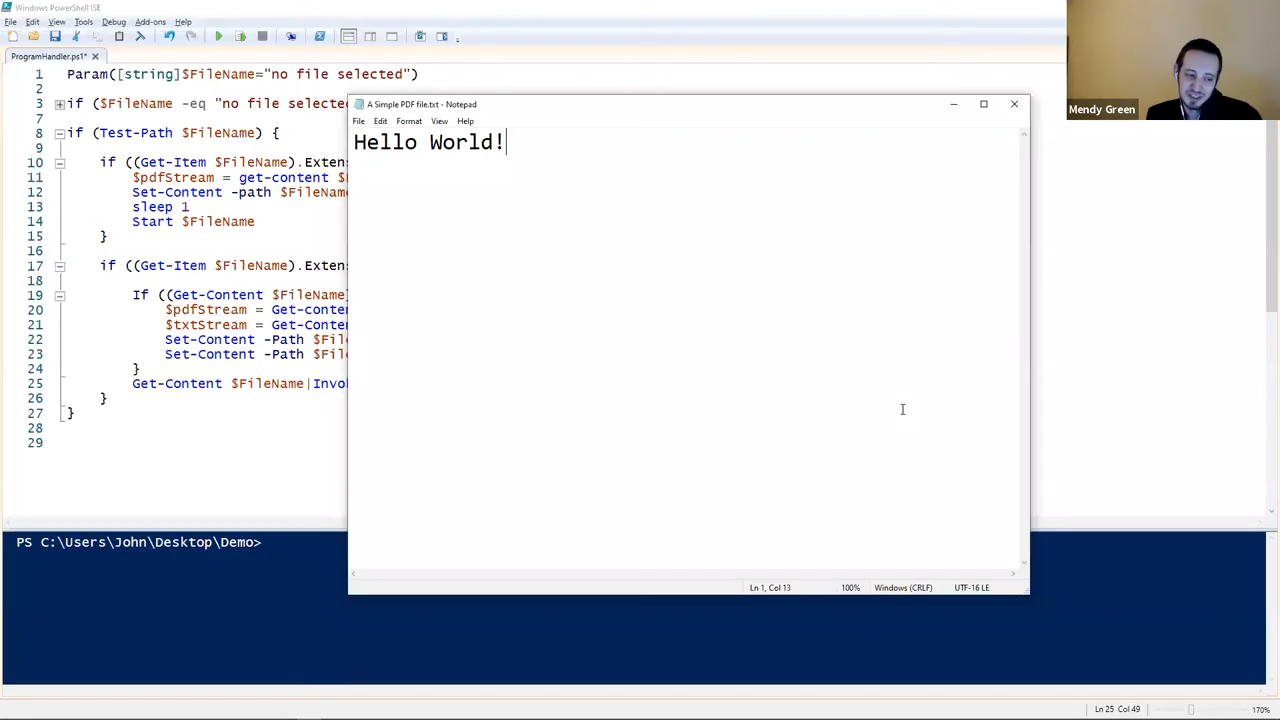 Windows PowerShell ISE
File Edit View Tools Debug Add-ons Help
ProgramHandler.ps1*
1 Param([string]$FileName="no file selected")
2
3 if ($FileName -eq "no file selected
7
8 if (Test-Path $FileName) {
9
10 if ((Get-Item $FileName).Extens
11 $pdfStream = get-content $
12 Set-Content -path $FileName
13 sleep 1
14 Start $FileName
15 }
16
17 if ((Get-Item $FileName).Extens
18
19 If ((Get-Content $FileName)
20 $pdfStream = Get-conten
21 $txtStream = Get-Conten
22 Set-Content -Path $Fil
23 Set-Content -Path $Fil
24 }
25 Get-Content $FileName|Invo
26 }
27 }
28
29
A Simple PDF file.txt - Notepad
File Edit Format View Help
Hello World!
Ln 1, Col 13 100% Windows (CRLF) UTF-16 LE
Mendy Green
PS C:\Users\John\Desktop\Demo>
Ln 25 Col 49 170%